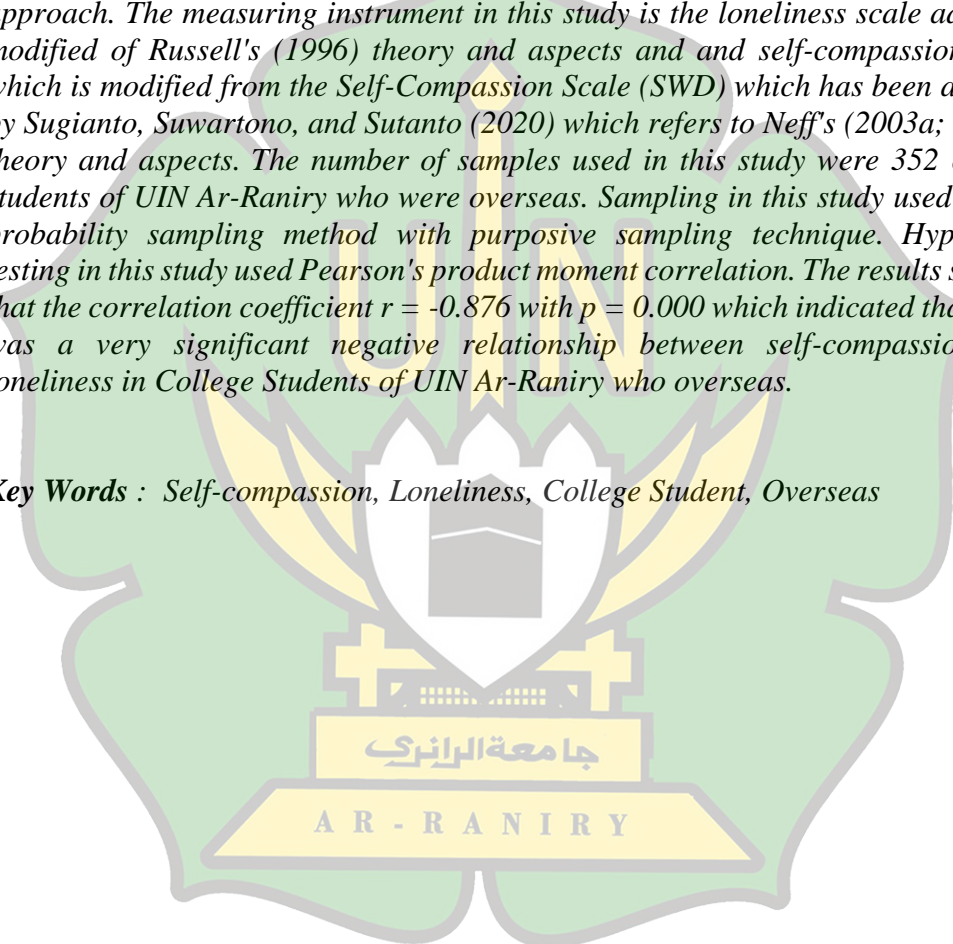 approach. The measuring instrument in this study is the loneliness scale
modified of Russell's (1996) theory and aspects and and self-compassion
which is modified from the Self-Compassion Scale (SWD) which has been
by Sugianto, Suwartono, and Sutanto (2020) which refers to Neff's (2003a;
theory and aspects. The number of samples used in this study were 352
students of UIN Ar-Raniry who were overseas. Sampling in this study used
probability sampling method with purposive sampling technique.
testing in this study used Pearson's product moment correlation. The results
that the correlation coefficient r = -0.876 with p = 0.000 which indicated
was a very significant negative relationship between
loneliness in College Students of UIN Ar-Raniry who overseas.
Key Words : Self-compassion, Loneliness, College Student, Overseas
UIN
جامعة الرانري
AR-RANIRY